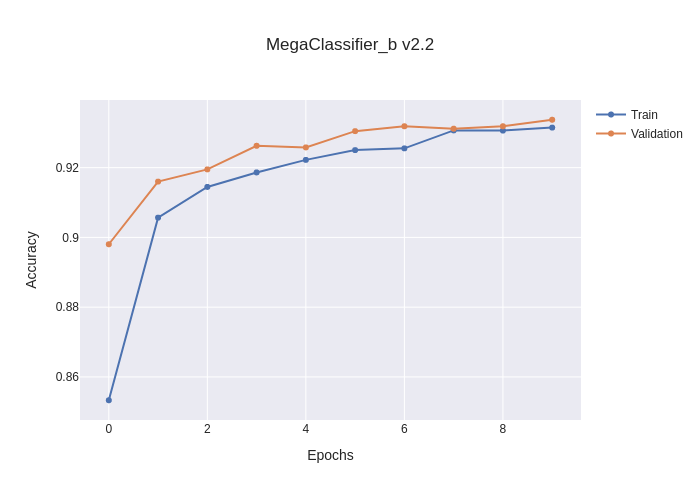 MegaClassifier_b v2.2
Train
Validation
Accuracy
0.92
0.9
0.88
0.86
0
2
4
6
8
Epochs